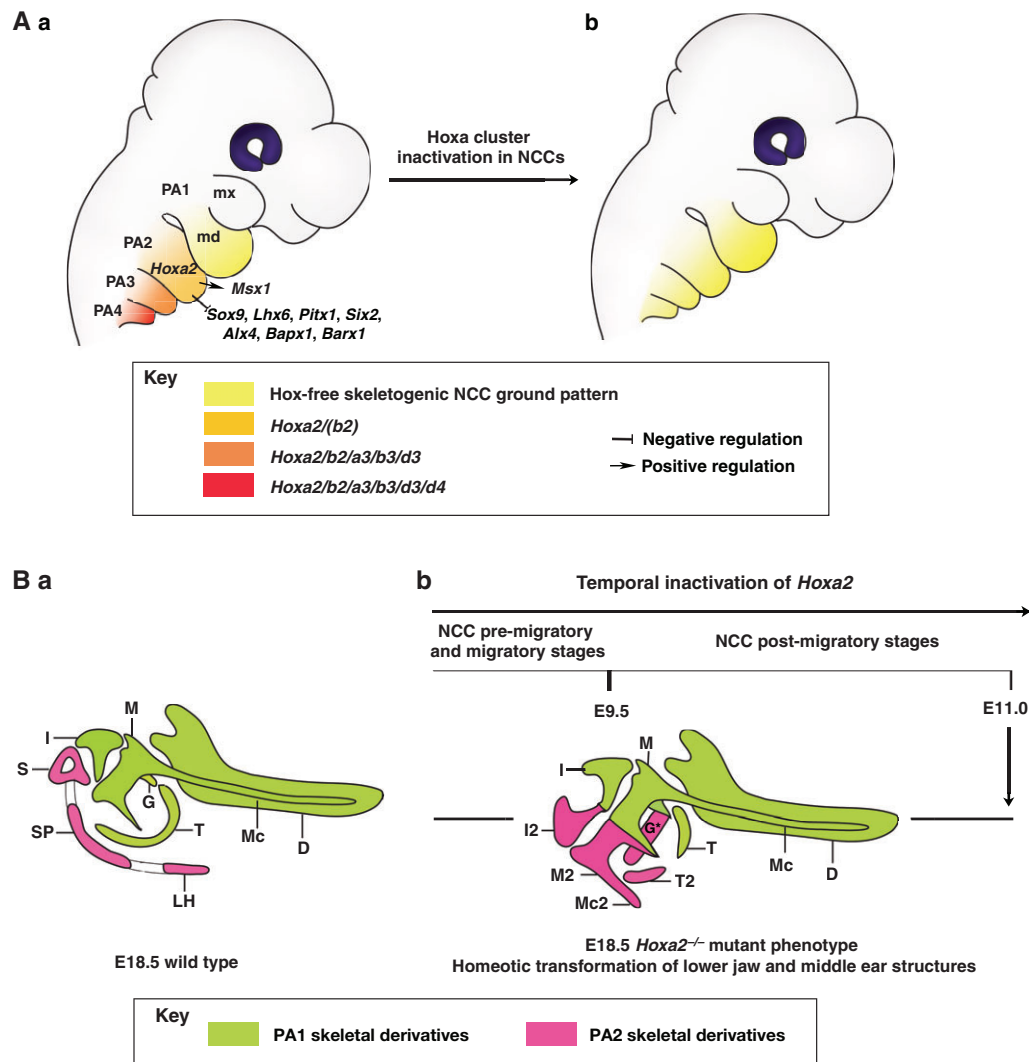 A a
b
Hoxa cluster
inactivation in NCCs
PA1
mx
md
PA2
Hoxa2
PA3
Msx1
PA4
Sox9, Lhx6, Pitx1, Six2,
Alx4, Bapx1, Barx1
Key
Hox-free skeletogenic NCC ground pattern
Hoxa2/(b2)
Hoxa2/b2/a3/b3/d3
Hoxa2/b2/a3/b3/d3/d4
Negative regulation
Positive regulation
B a
M
I
S
G
SP
T
Mc
D
LH
E18.5 wild type
b
Temporal inactivation of Hoxa2
NCC pre-migratory
and migratory stages
NCC post-migratory stages
E9.5
E11.0
M
I
I2
G*
T
Mc
D
M2
T2
Mc2
E18.5 Hoxa2–/– mutant phenotype
Homeotic transformation of lower jaw and middle ear structures
Key
PA1 skeletal derivatives
PA2 skeletal derivatives